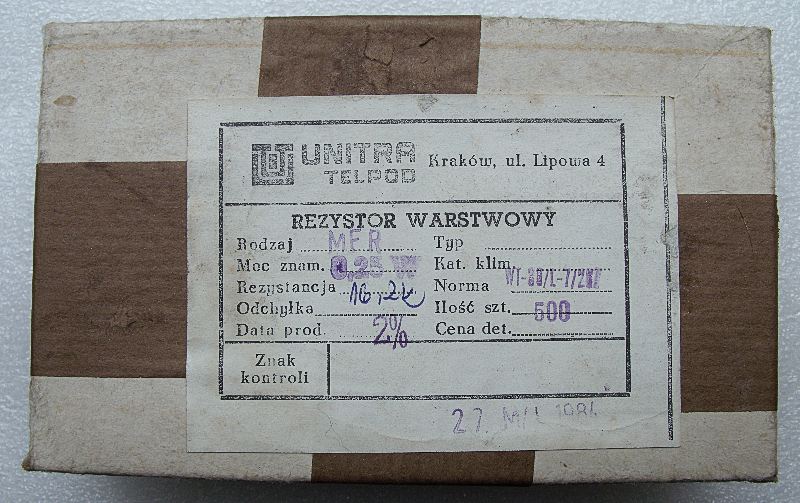 UNITRA
TELPOD
Kraków, ul. Lipowa 4
REZYSTOR WARSTWOWY
Rodzaj MFR Typ
Moc znam. 0,25 W Kat. klim.
Rezystancja 16,2k Norma
Odchyłka Ilość szt. 500
Data prod. 2% Cena det.
Znak
kontroli
27.